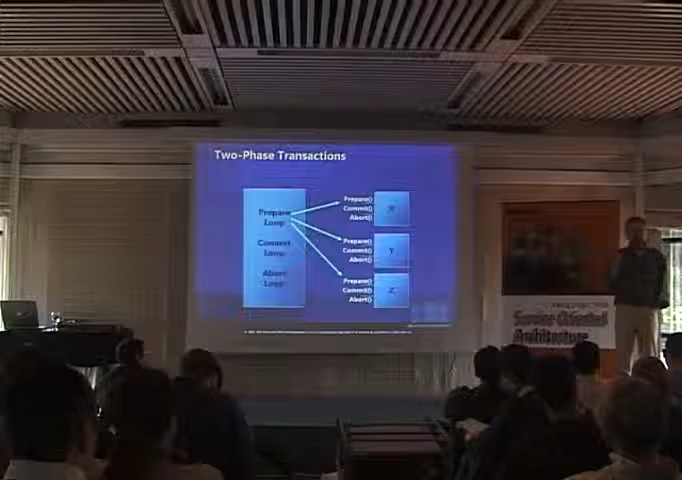 Two-Phase Transactions
Prepare
Loop
Commit
Loop
Abort
Loop
Prepare()
Commit()
Abort()
X
Prepare()
Commit()
Abort()
Y
Prepare()
Commit()
Abort()
Z
Service Oriented
Architecture